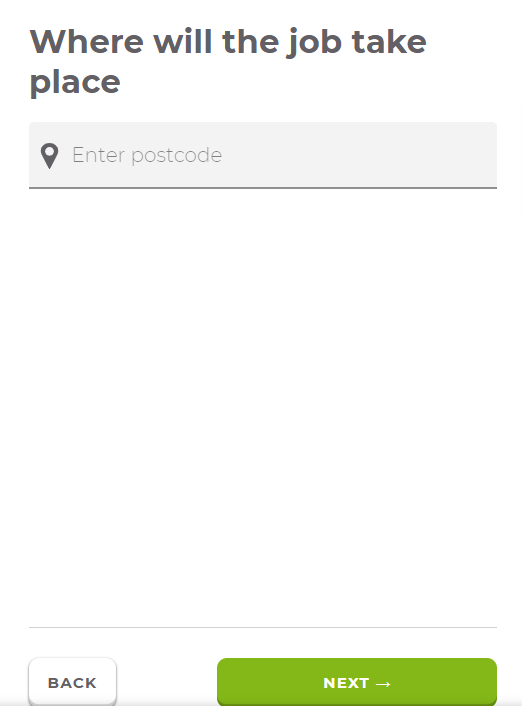 Where will the job take
place
Enter postcode
BACK
NEXT →